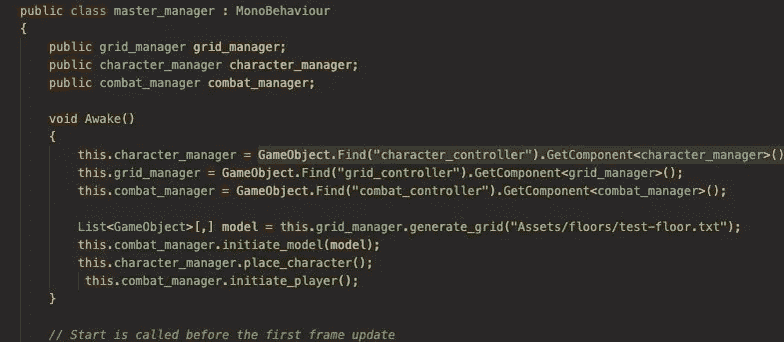 public class master_manager : MonoBehaviour
{
    public grid_manager grid_manager;
    public character_manager character_manager;
    public combat_manager combat_manager;

    void Awake()
    {
        this.character_manager = GameObject.Find("character_controller").GetComponent<character_manager>()
        this.grid_manager = GameObject.Find("grid_controller").GetComponent<grid_manager>();
        this.combat_manager = GameObject.Find("combat_controller").GetComponent<combat_manager>();

        List<GameObject>[,] model = this.grid_manager.generate_grid("Assets/floors/test-floor.txt");
        this.combat_manager.initiate_model(model);
        this.character_manager.place_character();
         this.combat_manager.initiate_player();
    }

    // Start is called before the first frame update